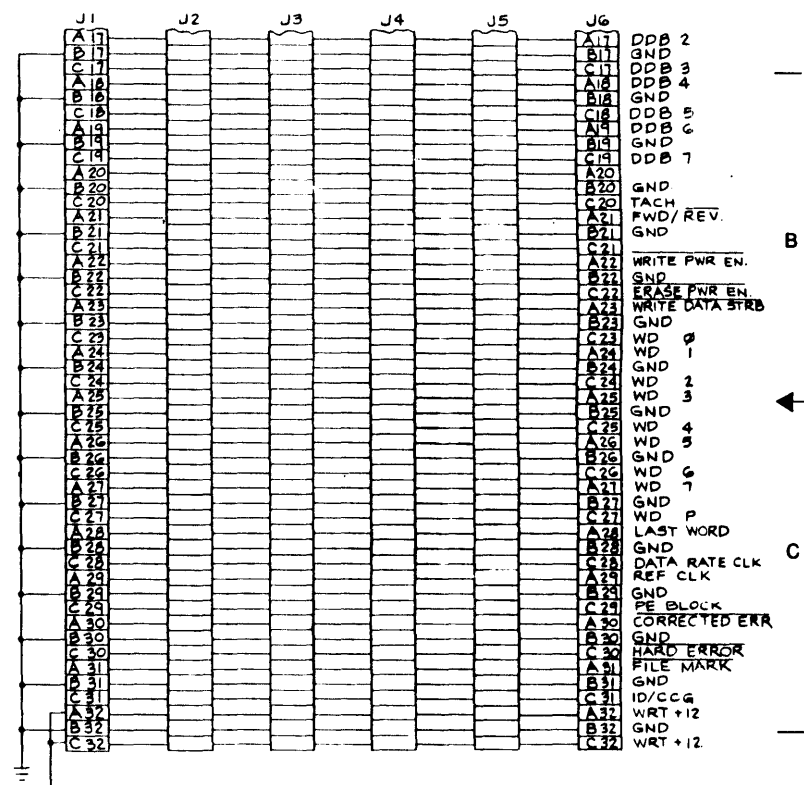 J1 J2 J3 J4 J5 J6
A17 A17 DDB 2
B17 B17 GND
C17 C17 DDB 3
A18 A18 DDB 4
B18 B18 GND
C18 C18 DDB 5
A19 A19 DDB 6
B19 B19 GND
C19 C19 DDB 7
A20 A20
B20 B20 GND
C20 C20 TACH
A21 A21 FWD/REV.
B21 B21 GND
B
C21 C21
A22 A22 WRITE PWR EN.
B22 B22 GND
C22 C22 ERASE PWR EN.
A23 A23 WRITE DATA STRB
B23 B23 GND
C23 C23 WD Ø
A24 A24 WD 1
B24 B24 GND
C24 C24 WD 2
A25 A25 WD 3
B25 B25 GND
C25 C25 WD 4
A26 A26 WD 5
B26 B26 GND
C26 C26 WD 6
A27 A27 WD 7
B27 B27 GND
C27 C27 WD P
A28 A28 LAST WORD
B28 B28 GND
C
C28 C28 DATA RATE CLK
A29 A29 REF CLK
B29 B29 GND
C29 C29 PE BLOCK
A30 A30 CORRECTED ERR
B30 B30 GND
C30 C30 HARD ERROR
A31 A31 FILE MARK
B31 B31 GND
C31 C31 ID/CCG
A32 A32 WRT +12
B32 B32 GND
C32 C32 WRT +12.